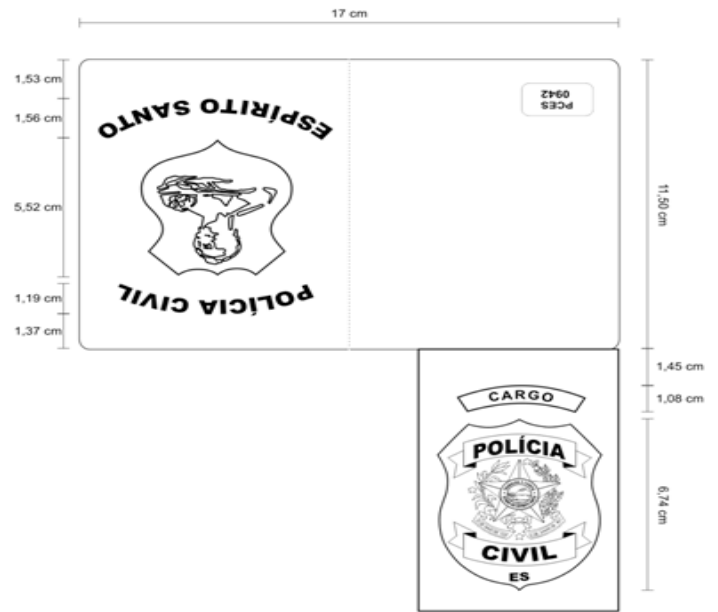 17 cm
1,53 cm
1,56 cm
5,52 cm
1,19 cm
1,37 cm
ESPÍRITO SANTO
POLÍCIA CIVIL
PCES
0942
11,50 cm
1,45 cm
1,08 cm
6,74 cm
CARGO
POLÍCIA
CIVIL
ES